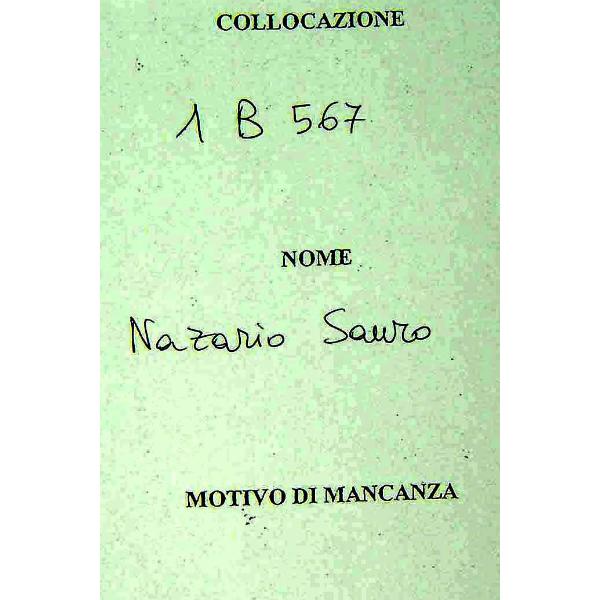 COLLOCAZIONE
1 B 567
NOME
Nazario Sauro
MOTIVO DI MANCANZA